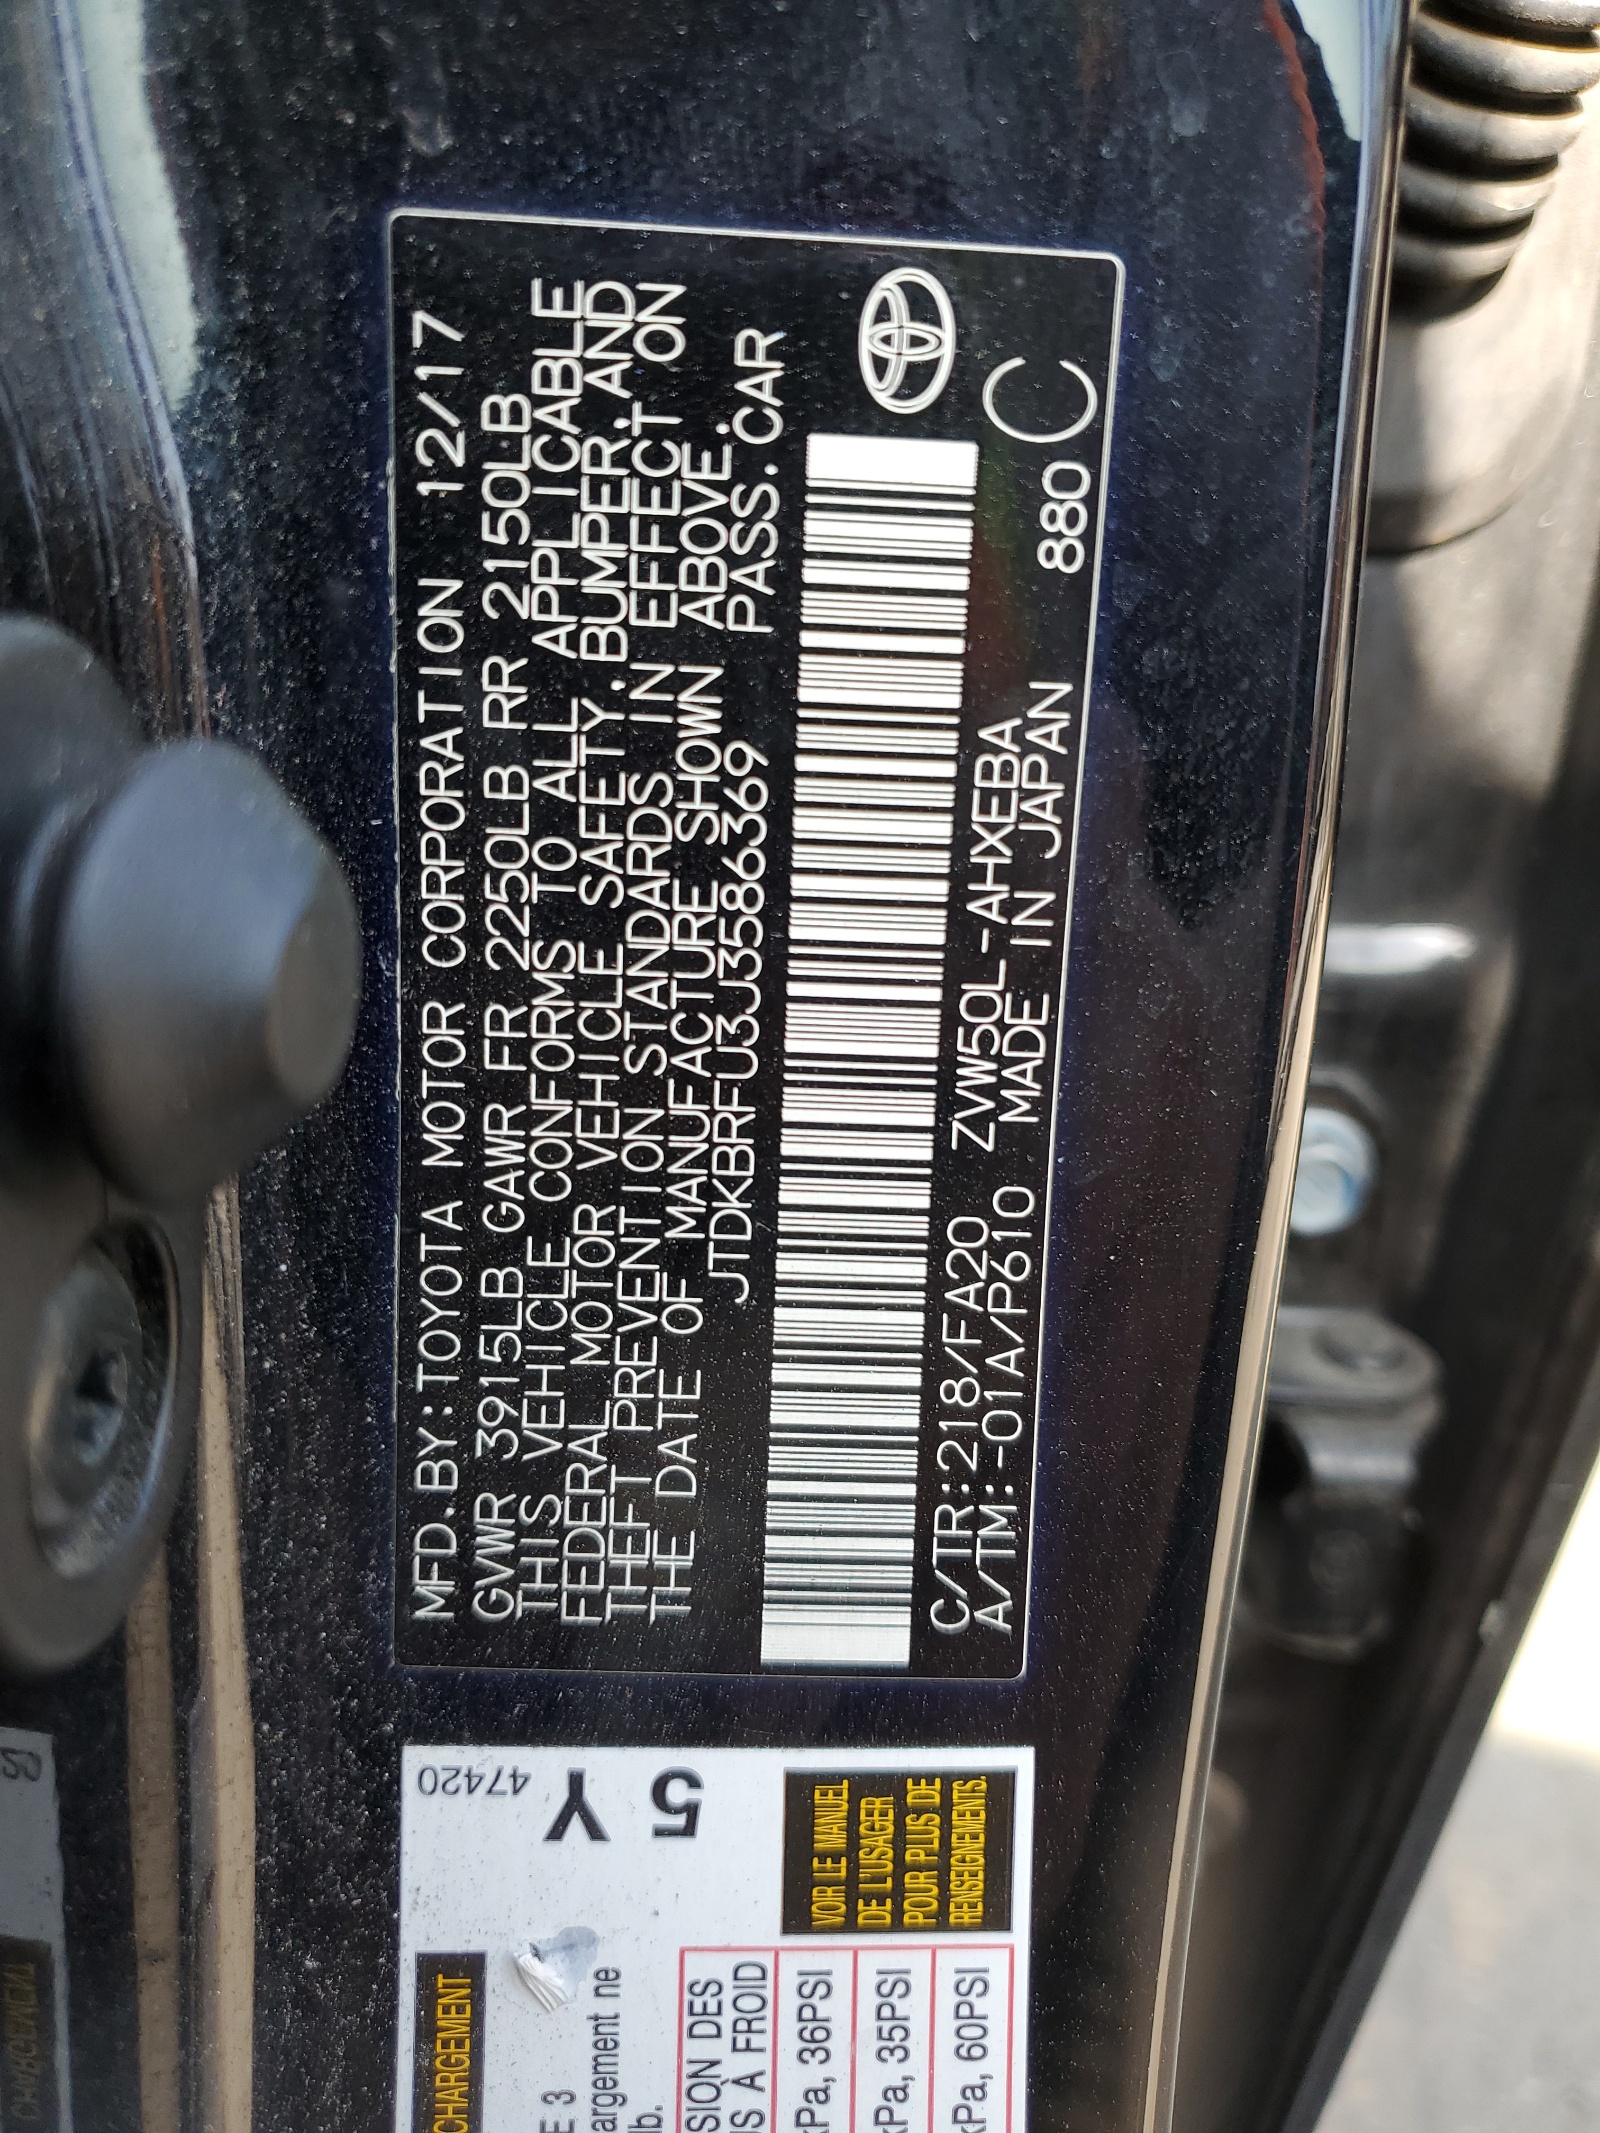 MFD.BY:TOYOTA MOTOR CORPORATION 12/17
GVWR 3915LB GAWR FR 2250LB RR 2150LB
THIS VEHICLE CONFORMS TO ALL APPLICABLE
FEDERAL MOTOR VEHICLE SAFETY,BUMPER,AND
THEFT PREVENTION STANDARDS IN EFFECT ON
THE DATE OF MANUFACTURE SHOWN ABOVE.
JTDKBRFU3J3586369 PASS.CAR
C/TR:218/FA20 ZVW50L-AHXEBA
A/TM:-01A/P610 MADE IN JAPAN 880 C
47420
5Y
CHARGEMENT
E 3
argement ne
lb.
SION DES
US À FROID
kPa, 36PSI
kPa, 35PSI
kPa, 60PSI
VOIR LE MANUEL
DE L'USAGER
POUR PLUS DE
RENSEIGNEMENTS.